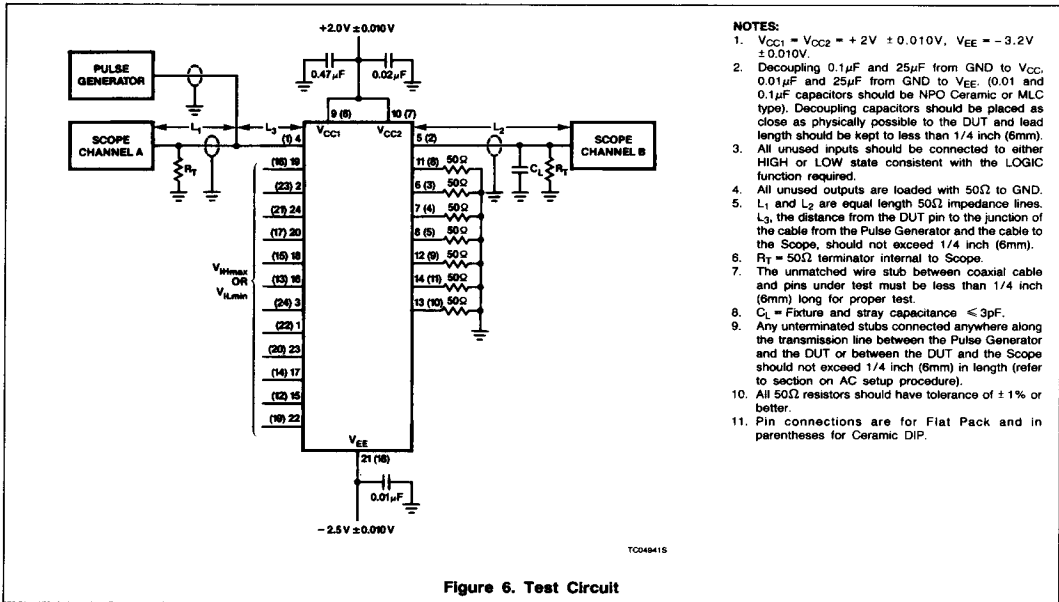 +2.0V ±0.010V
PULSE
GENERATOR
0.47μF
0.02μF
9 (6)
10 (7)
VCC1
VCC2
L1
L3
L2
SCOPE
CHANNEL A
(1) 4
5 (2)
SCOPE
CHANNEL B
RT
CL
RT
(16) 19
11 (8) 50Ω
(23) 2
6 (3) 50Ω
(21) 24
7 (4) 50Ω
(17) 20
8 (5) 50Ω
(15) 18
12 (9) 50Ω
(13) 16
14 (11) 50Ω
(24) 3
13 (10) 50Ω
VIHmax
OR
VILmin
(22) 1
(20) 23
(14) 17
(12) 15
(19) 22
VEE
21 (18)
0.01μF
− 2.5 V ±0.010V
TC04941S
NOTES:
1. VCC1 = VCC2 = + 2V ± 0.010V, VEE = −3.2V
± 0.010V.
2. Decoupling 0.1μF and 25μF from GND to VCC,
0.01μF and 25μF from GND to VEE. (0.01 and
0.1μF capacitors should be NPO Ceramic or MLC
type). Decoupling capacitors should be placed as
close as physically possible to the DUT and lead
length should be kept to less than 1/4 inch (6mm).
3. All unused inputs should be connected to either
HIGH or LOW state consistent with the LOGIC
function required.
4. All unused outputs are loaded with 50Ω to GND.
5. L1 and L2 are equal length 50Ω impedance lines.
L3, the distance from the DUT pin to the junction of
the cable from the Pulse Generator and the cable to
the Scope, should not exceed 1/4 inch (6mm).
6. RT = 50Ω terminator internal to Scope.
7. The unmatched wire stub between coaxial cable
and pins under test must be less than 1/4 inch
(6mm) long for proper test.
8. CL = Fixture and stray capacitance ≤ 3pF.
9. Any unterminated stubs connected anywhere along
the transmission line between the Pulse Generator
and the DUT or between the DUT and the Scope
should not exceed 1/4 inch (6mm) in length (refer
to section on AC setup procedure).
10. All 50Ω resistors should have tolerance of ± 1% or
better.
11. Pin connections are for Flat Pack and in
parentheses for Ceramic DIP.
Figure 6. Test Circuit